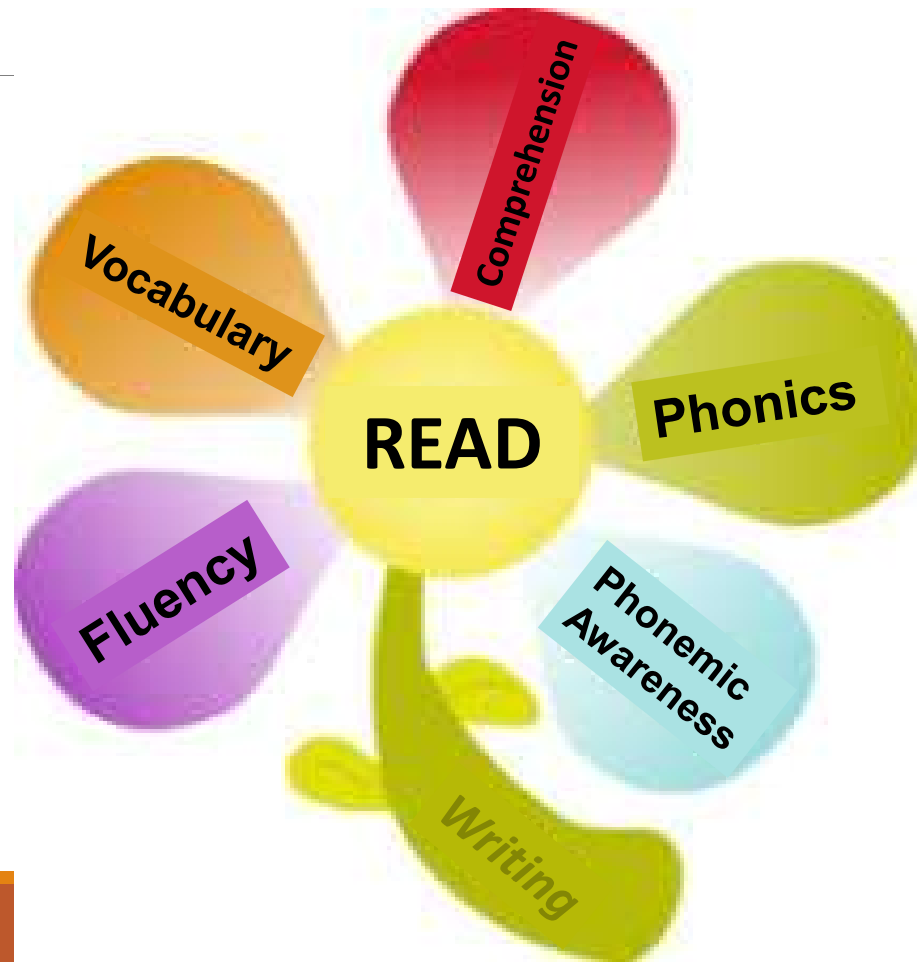 Comprehension
Vocabulary
Phonics
READ
Fluency
Phonemic
Awareness
Writing